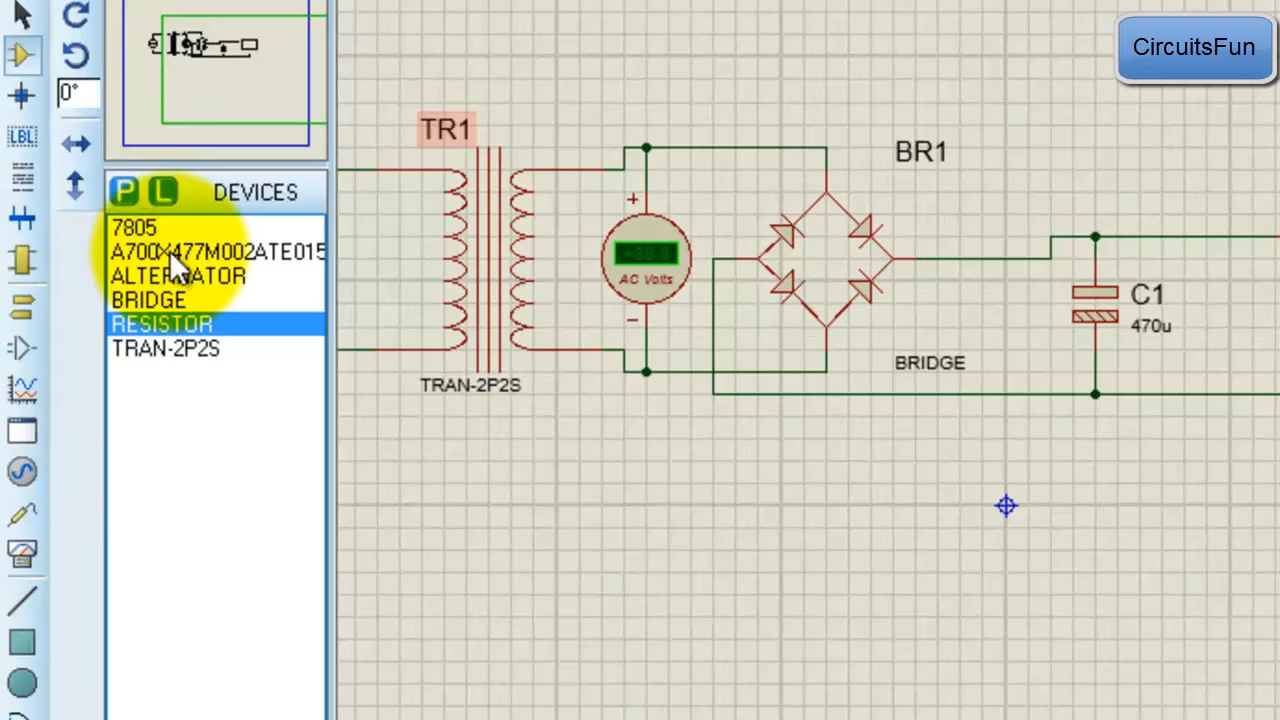 CircuitsFun
0°
LBL
P L DEVICES
7805
A700X477M002ATE015
ALTERNATOR
BRIDGE
RESISTOR
TRAN-2P2S
TR1
TRAN-2P2S
+
AC Volts
−
BR1
BRIDGE
C1
470u